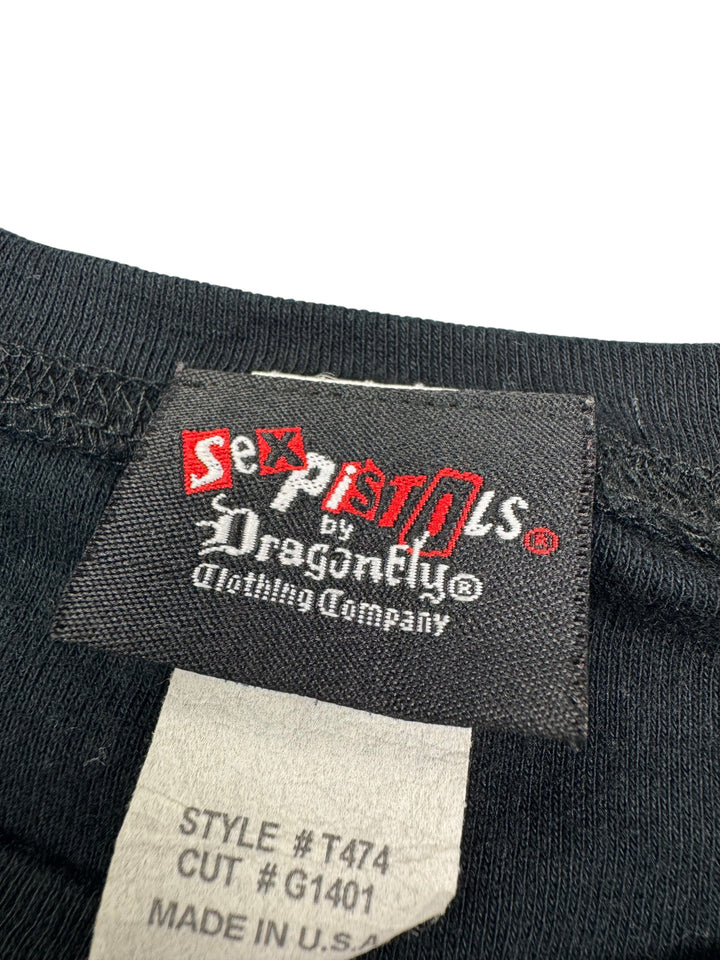 Sex PiSTOLS®
by
Dragonfly®
Clothing Company
STYLE # T474
CUT # G1401
MADE IN U.S.A